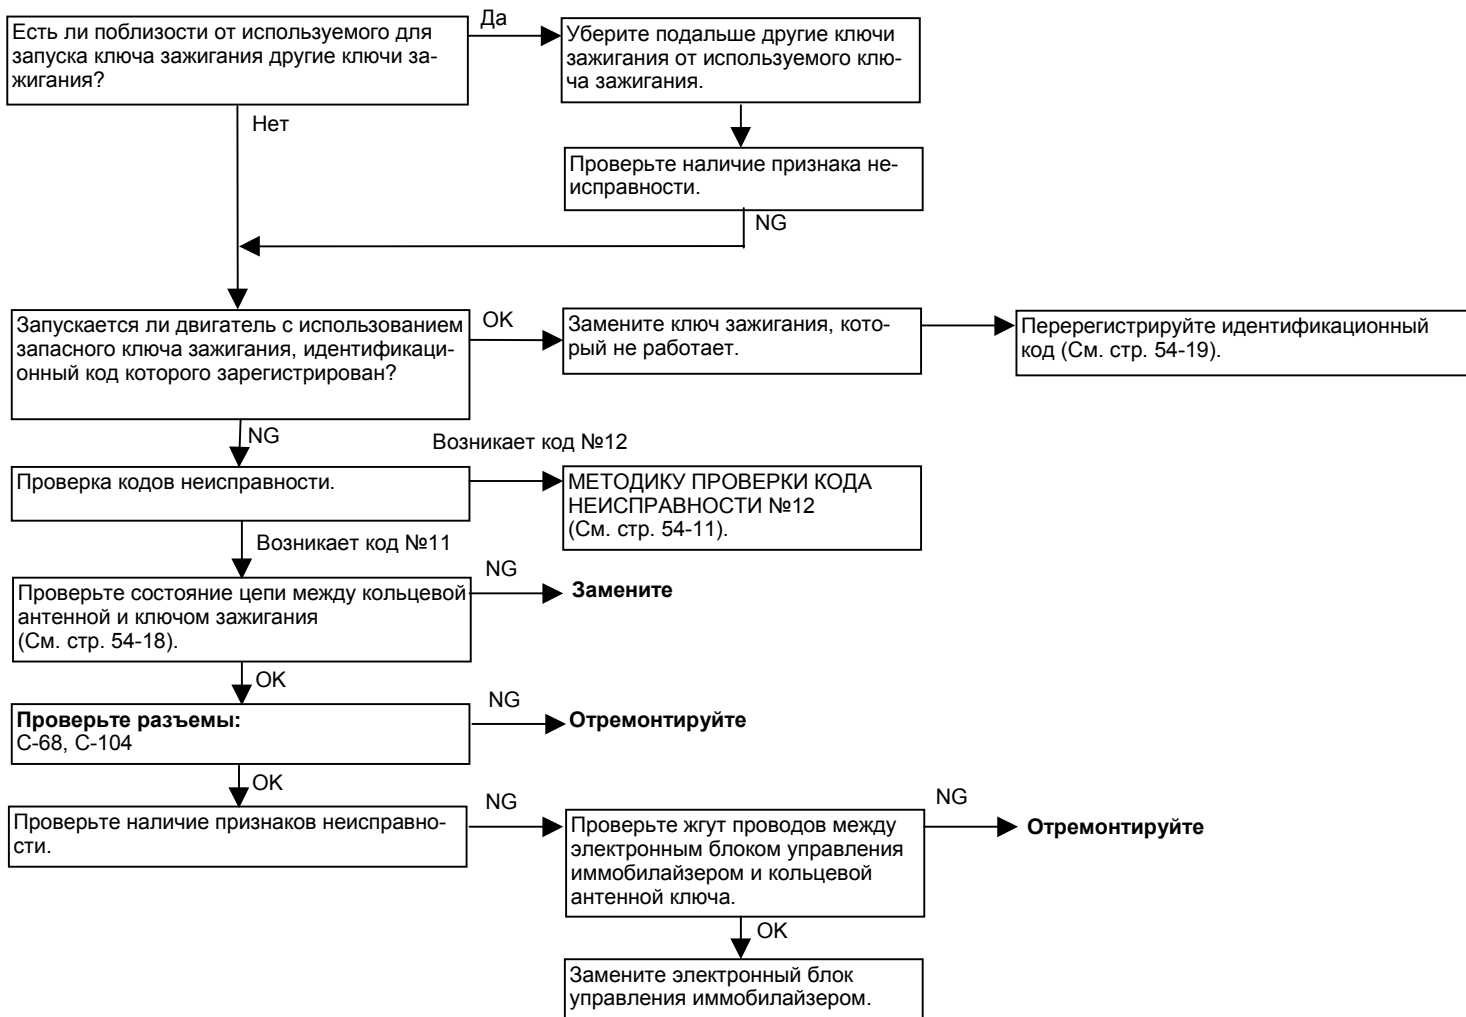 Есть ли поблизости от используемого для
запуска ключа зажигания другие ключи за-
жигания?
Да
Уберите подальше другие ключи
зажигания от используемого клю-
ча зажигания.
Нет
Проверьте наличие признака не-
исправности.
NG
Запускается ли двигатель с использованием
запасного ключа зажигания, идентификаци-
онный код которого зарегистрирован?
OK
Замените ключ зажигания, кото-
рый не работает.
Перерегистрируйте идентификационный
код (См. стр. 54-19).
NG
Возникает код №12
Проверка кодов неисправности.
МЕТОДИКУ ПРОВЕРКИ КОДА
НЕИСПРАВНОСТИ №12
(См. стр. 54-11).
Возникает код №11
Проверьте состояние цепи между кольцевой
антенной и ключом зажигания
(См. стр. 54-18).
NG
Замените
OK
Проверьте разъемы:
C-68, C-104
NG
Отремонтируйте
OK
Проверьте наличие признаков неисправно-
сти.
NG
Проверьте жгут проводов между
электронным блоком управления
иммобилайзером и кольцевой
антенной ключа.
NG
Отремонтируйте
OK
Замените электронный блок
управления иммобилайзером.